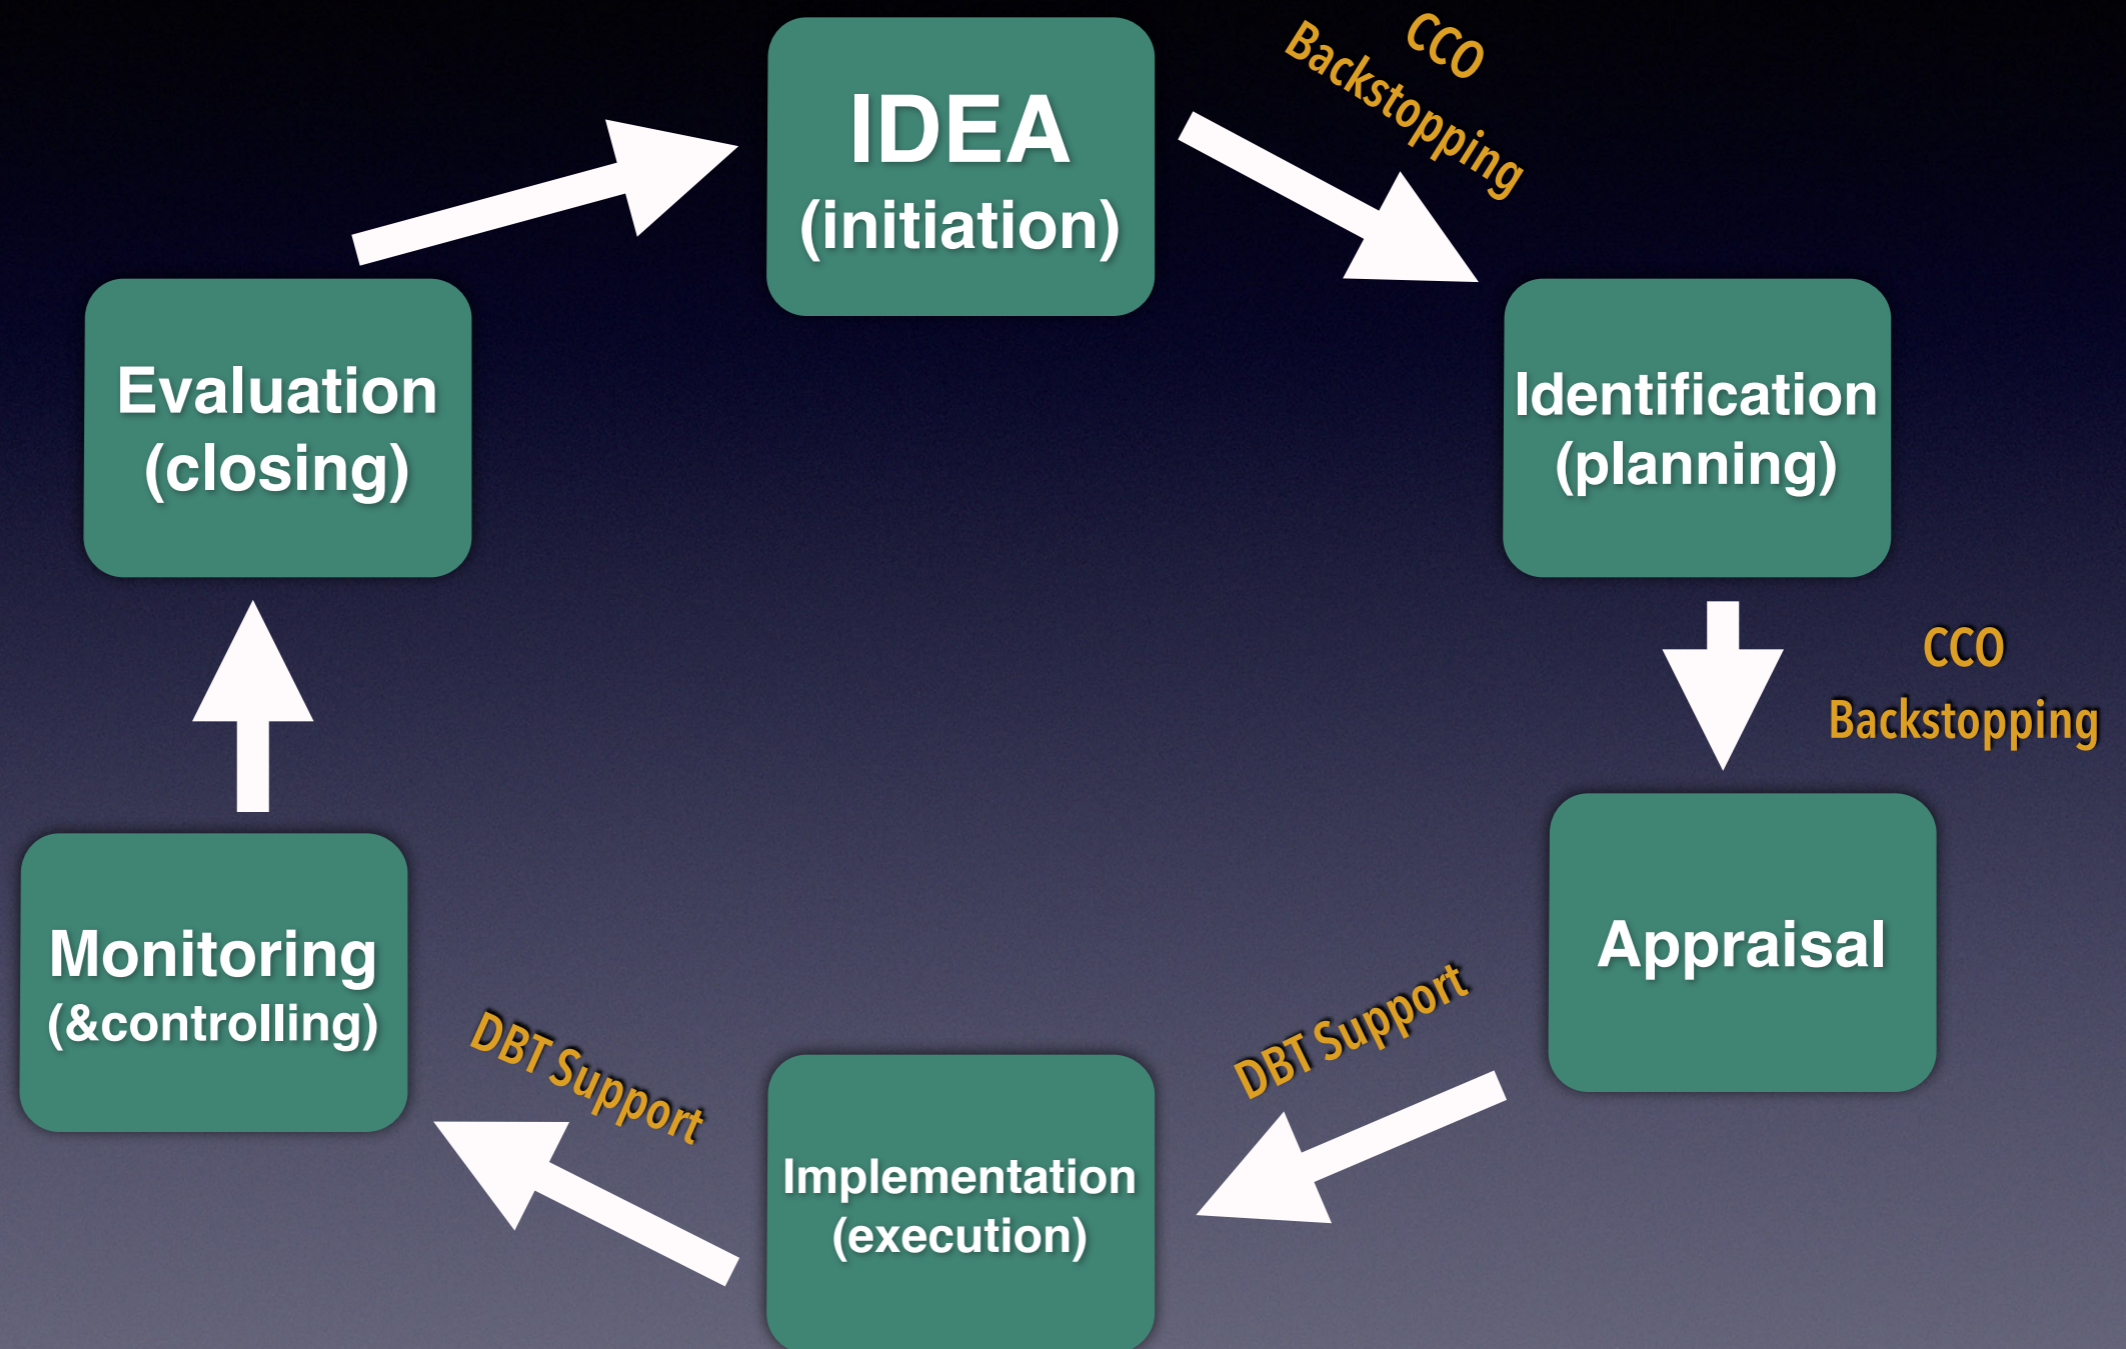 IDEA
(initiation)
CCO
Backstopping
Identification
(planning)
CCO
Backstopping
Appraisal
DBT Support
Implementation
(execution)
DBT Support
Monitoring
(&controlling)
Evaluation
(closing)